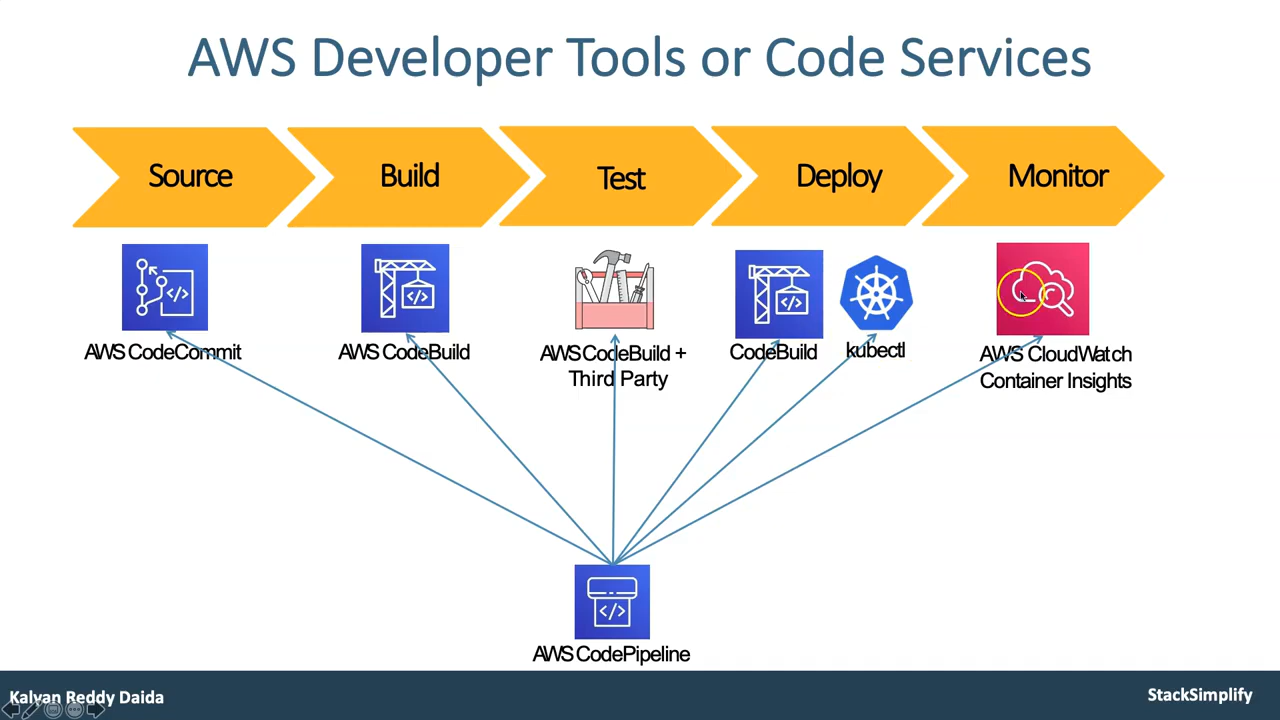 AWS Developer Tools or Code Services
Source
Build
Test
Deploy
Monitor
AWS CodeCommit
AWS CodeBuild
AWS CodeBuild +
Third Party
CodeBuild
kubectl
AWS CloudWatch
Container Insights
AWS CodePipeline
Kalyan Reddy Daida
StackSimplify